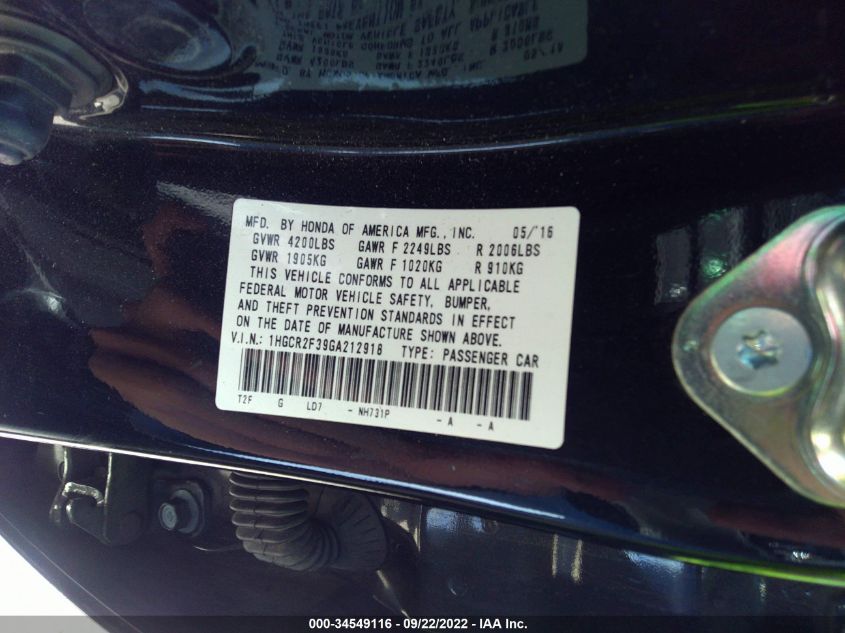 MFD. BY HONDA OF AMERICA MFG., INC. 05/'16
GVWR 4200LBS GAWR F 2249LBS R 2006LBS
GVWR 1905KG GAWR F 1020KG R 910KG
THIS VEHICLE CONFORMS TO ALL APPLICABLE
FEDERAL MOTOR VEHICLE SAFETY, BUMPER,
AND THEFT PREVENTION STANDARDS IN EFFECT
ON THE DATE OF MANUFACTURE SHOWN ABOVE.
V.I.N.: 1HGCR2F39GA212918 TYPE: PASSENGER CAR
T2F G LD7 - NH731P - A - A
000-34549116 - 09/22/2022 - IAA Inc.